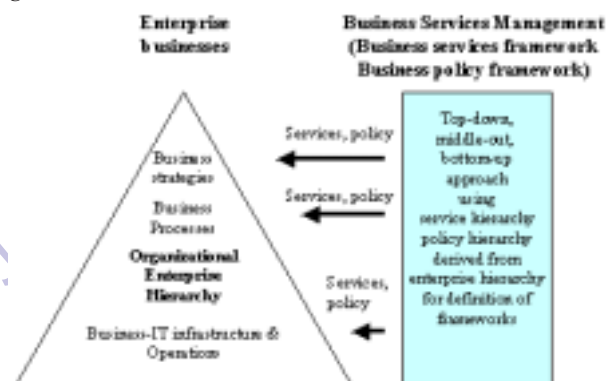 Enterprise
businesses
Business Services Management
(Business services framework
Business policy framework)
Services, policy
Business
strategies
Services, policy
Business
Processes
Organizational
Enterprise
Hierarchy
Services,
policy
Business-IT infrastructure &
Operations
Top-down,
middle-out,
bottom-up
approach
using
service hierarchy
policy hierarchy
derived from
enterprise hierarchy
for definition of
frameworks